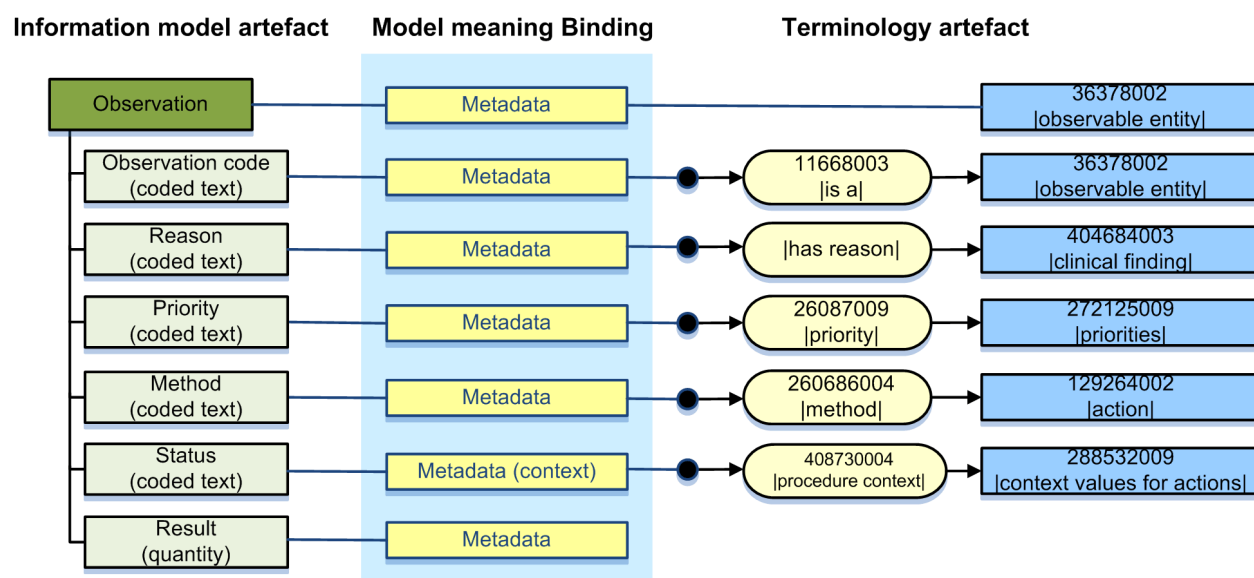 Information model artefact
Model meaning Binding
Terminology artefact
Observation
Metadata
36378002
|observable entity|
Observation code
(coded text)
Metadata
11668003
|is a|
36378002
|observable entity|
Reason
(coded text)
Metadata
|has reason|
404684003
|clinical finding|
Priority
(coded text)
Metadata
26087009
|priority|
272125009
|priorities|
Method
(coded text)
Metadata
260686004
|method|
129264002
|action|
Status
(coded text)
Metadata (context)
408730004
|procedure context|
288532009
|context values for actions|
Result
(quantity)
Metadata